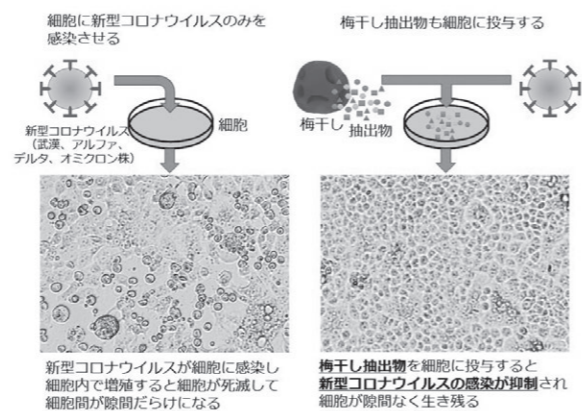 細胞に新型コロナウイルスのみを
感染させる
新型コロナウイルス
(武漢、アルファ、
デルタ、オミクロン株)
細胞
新型コロナウイルスが細胞に感染し
細胞内で増殖すると細胞が死滅して
細胞間が隙間だらけになる
梅干し抽出物も細胞に投与する
梅干し
抽出物
梅干し抽出物を細胞に投与すると
新型コロナウイルスの感染が抑制され
細胞が隙間なく生き残る